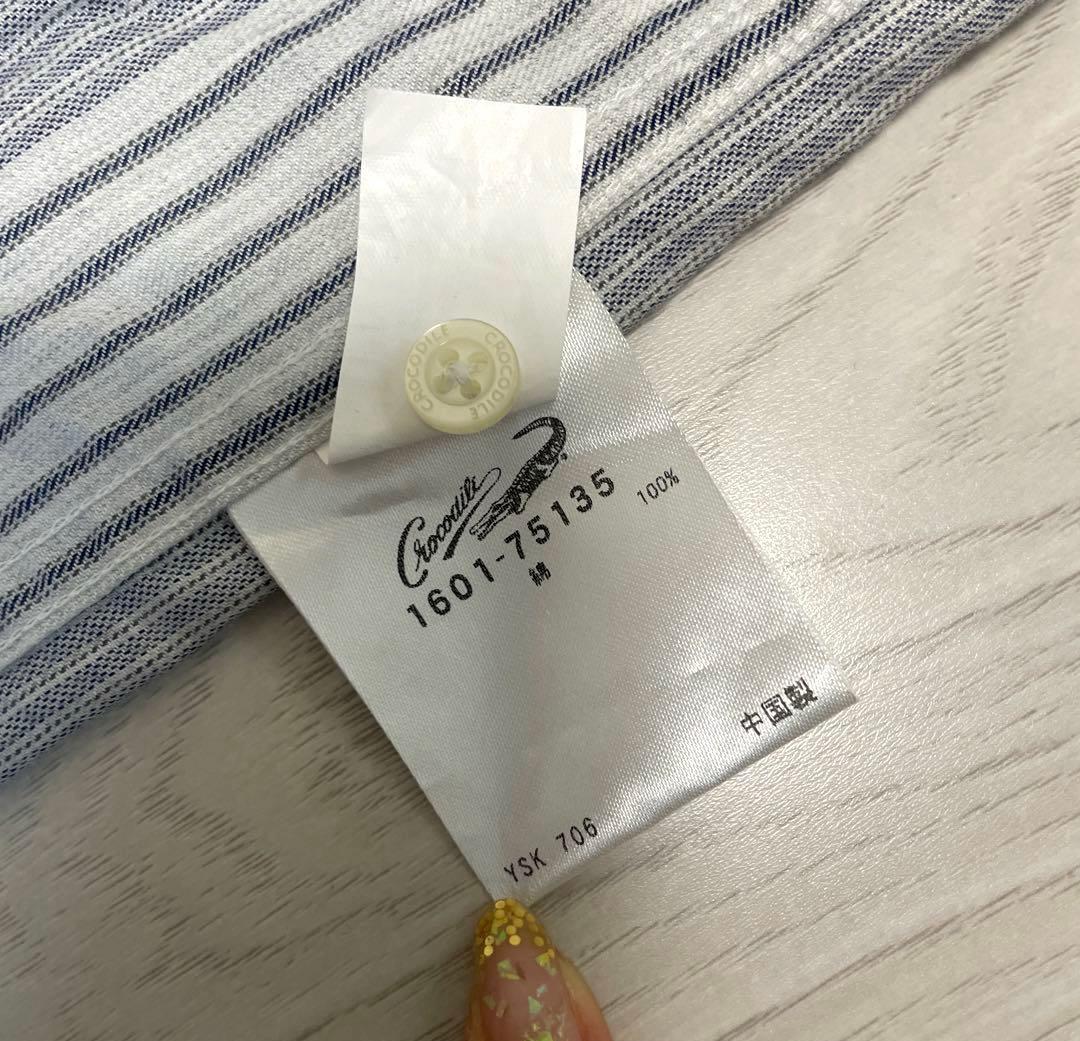 CROCODILE CROCODILE
Crocodile
1601-75135
綿 100%
中国製
YSK 706